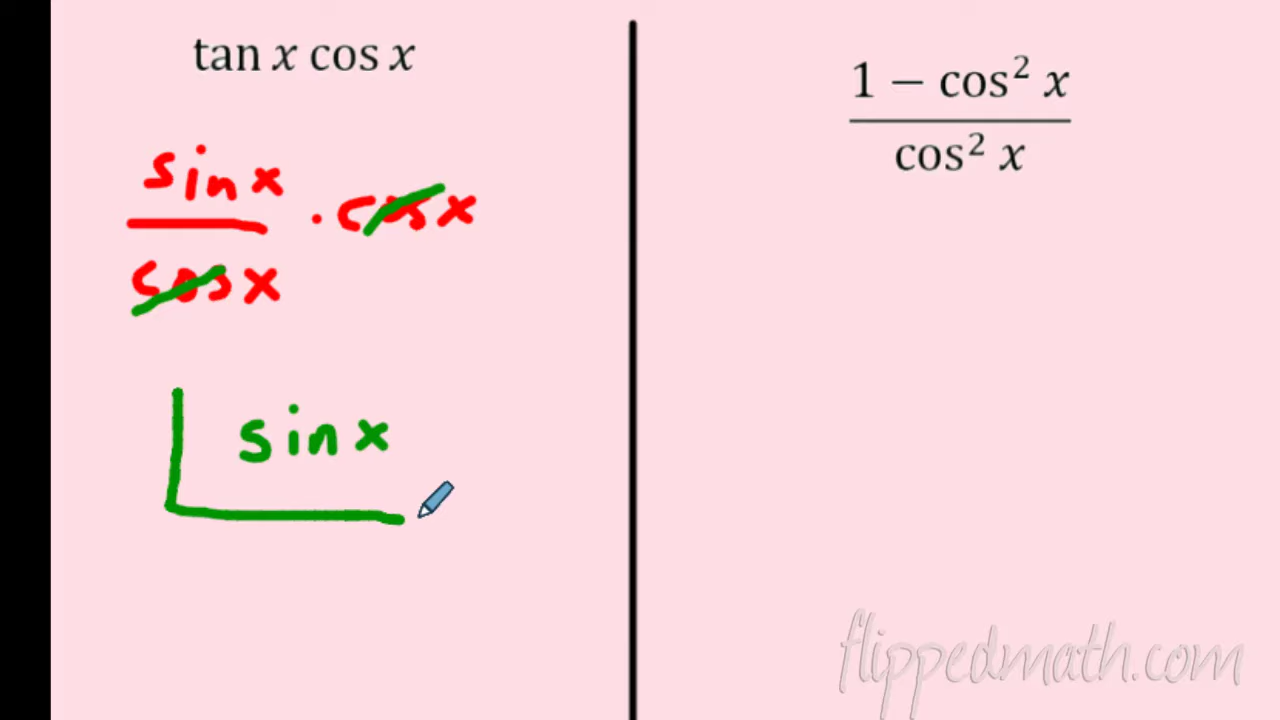 tan x cos x
sin x
cos x
· cos x
sin x
1 − cos² x
cos² x
flippedmath.com